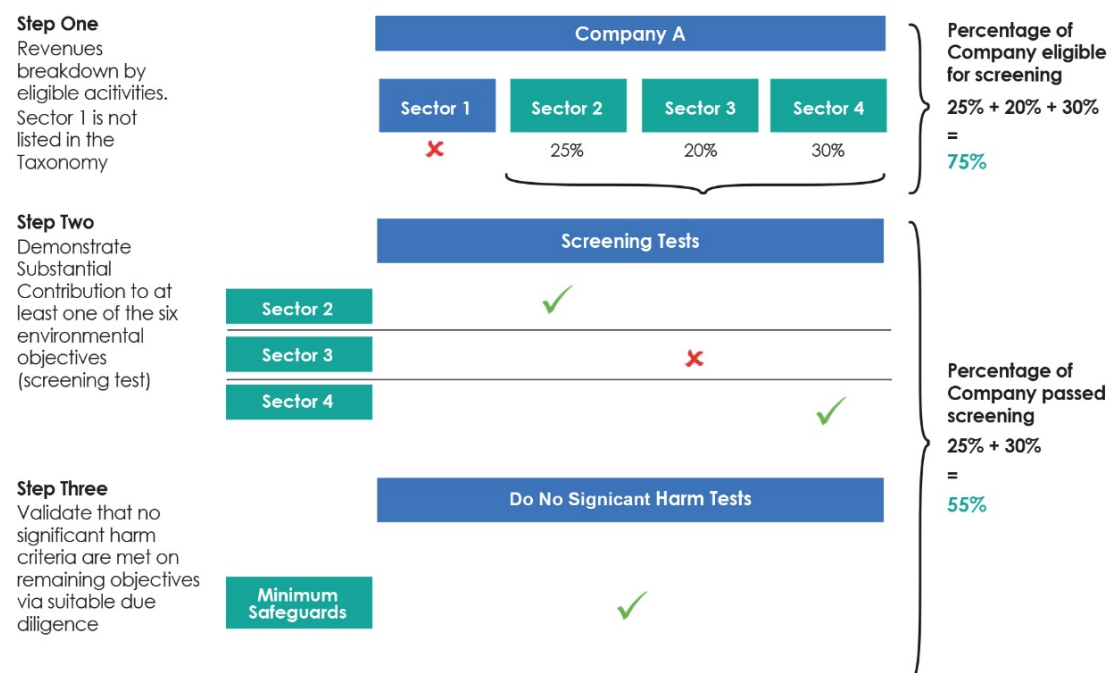 Step One
Revenues
breakdown by
eligible acitivities.
Sector 1 is not
listed in the
Taxonomy
Company A
Sector 1
Sector 2
Sector 3
Sector 4
25%
20%
30%
Percentage of
Company eligible
for screening
25% + 20% + 30%
=
75%
Step Two
Demonstrate
Substantial
Contribution to at
least one of the six
environmental
objectives
(screening test)
Screening Tests
Sector 2
Sector 3
Sector 4
Percentage of
Company passed
screening
25% + 30%
=
55%
Step Three
Validate that no
significant harm
criteria are met on
remaining objectives
via suitable due
diligence
Do No Signicant Harm Tests
Minimum
Safeguards